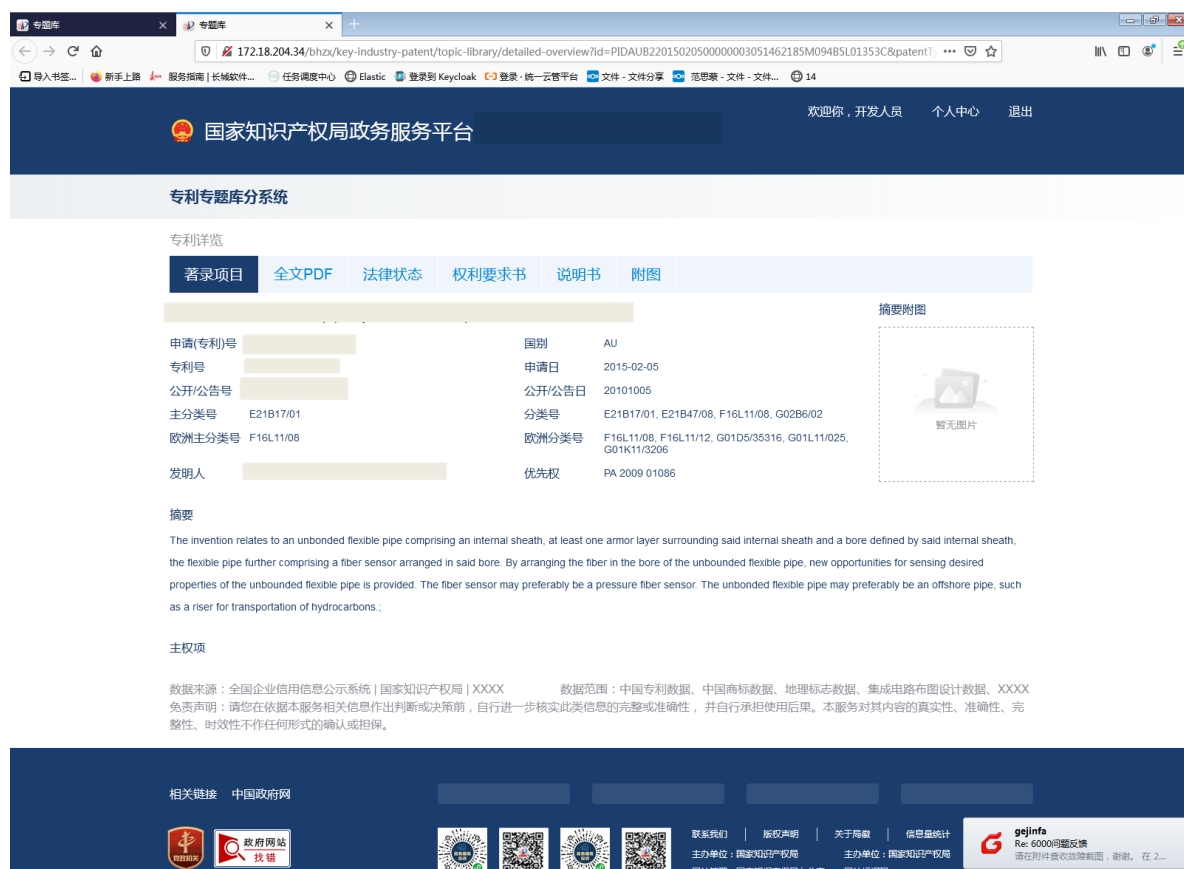 专题库
专题库
172.18.204.34/bhzx/key-industry-patent/topic-library/detailed-overview?id=PIDAUB22015020500000003051462185M094B5L01353C&patentT
导入书签...
新手上路
服务指南 | 长城软件...
任务调度中心
Elastic
登录到 Keycloak
登录 - 统一云管平台
文件 - 文件分享
范思蒙 - 文件 - 文件...
14
国家知识产权局政务服务平台
欢迎你，开发人员 个人中心 退出
专利专题库分系统
专利详览
著录项目 全文PDF 法律状态 权利要求书 说明书 附图
摘要附图
申请(专利)号 国别 AU
专利号 申请日 2015-02-05
公开/公告号 公开/公告日 20101005
主分类号 E21B17/01 分类号 E21B17/01, E21B47/08, F16L11/08, G02B6/02
欧洲主分类号 F16L11/08 欧洲分类号 F16L11/08, F16L11/12, G01D5/35316, G01L11/025,
G01K11/3206
发明人 优先权 PA 2009 01086
暂无图片
摘要
The invention relates to an unbonded flexible pipe comprising an internal sheath, at least one armor layer surrounding said internal sheath and a bore defined by said internal sheath,
the flexible pipe further comprising a fiber sensor arranged in said bore. By arranging the fiber in the bore of the unbounded flexible pipe, new opportunities for sensing desired
properties of the unbounded flexible pipe is provided. The fiber sensor may preferably be a pressure fiber sensor. The unbonded flexible pipe may preferably be an offshore pipe, such
as a riser for transportation of hydrocarbons.;
主权项
数据来源：全国企业信用信息公示系统 | 国家知识产权局 | XXXX 数据范围：中国专利数据、中国商标数据、地理标志数据、集成电路布图设计数据、XXXX
免责声明：请您在依据本服务相关信息作出判断或决策前，自行进一步核实此类信息的完整或准确性，并自行承担使用后果。本服务对其内容的真实性、准确性、完
整性、时效性不作任何形式的确认或担保。
相关链接 中国政府网
党政机关
政府网站
找错
联系我们 | 版权声明 | 关于局徽 | 信息量统计
主办单位：国家知识产权局 主办单位：国家知识产权局
gejinfa
Re: 6000问题反馈
请在附件查收故障截图，谢谢。 在 2...